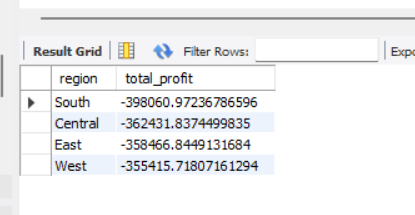 Result Grid Filter Rows: Expo
region total_profit
South -398060.97236786596
Central -362431.8374499835
East -358466.8449131684
West -355415.71807161294